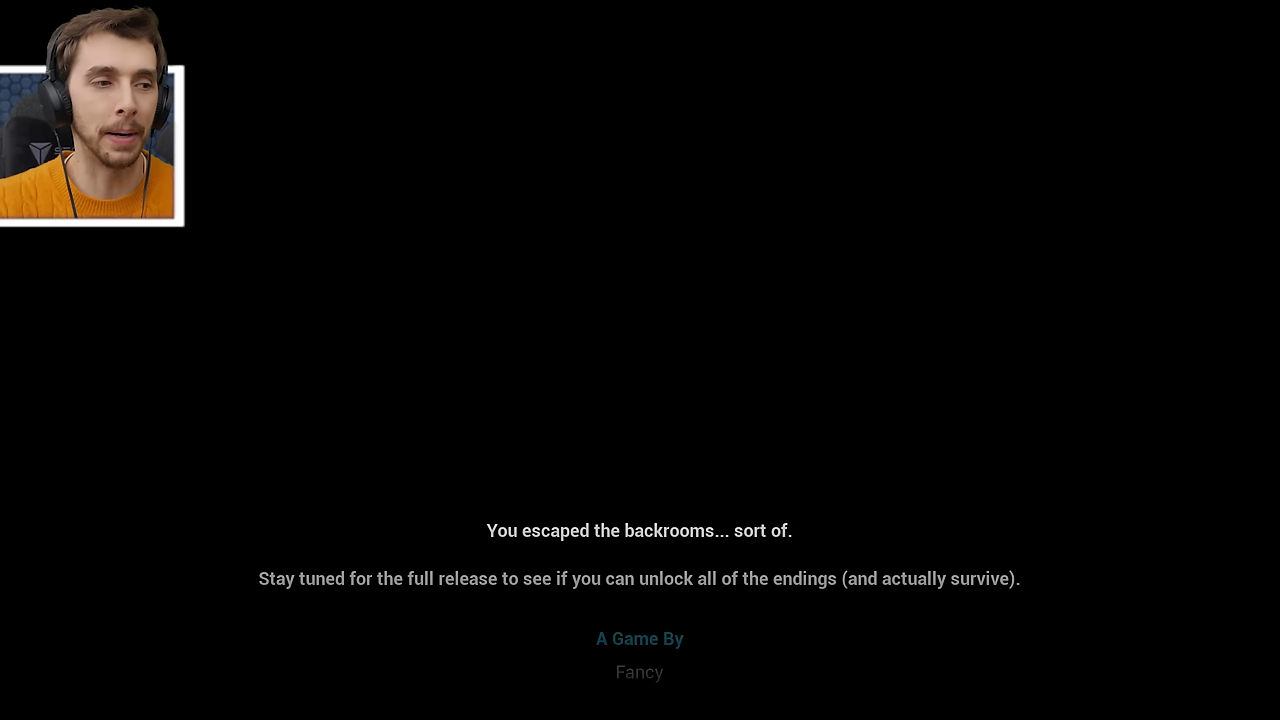 You escaped the backrooms... sort of.
Stay tuned for the full release to see if you can unlock all of the endings (and actually survive).
A Game By
Fancy